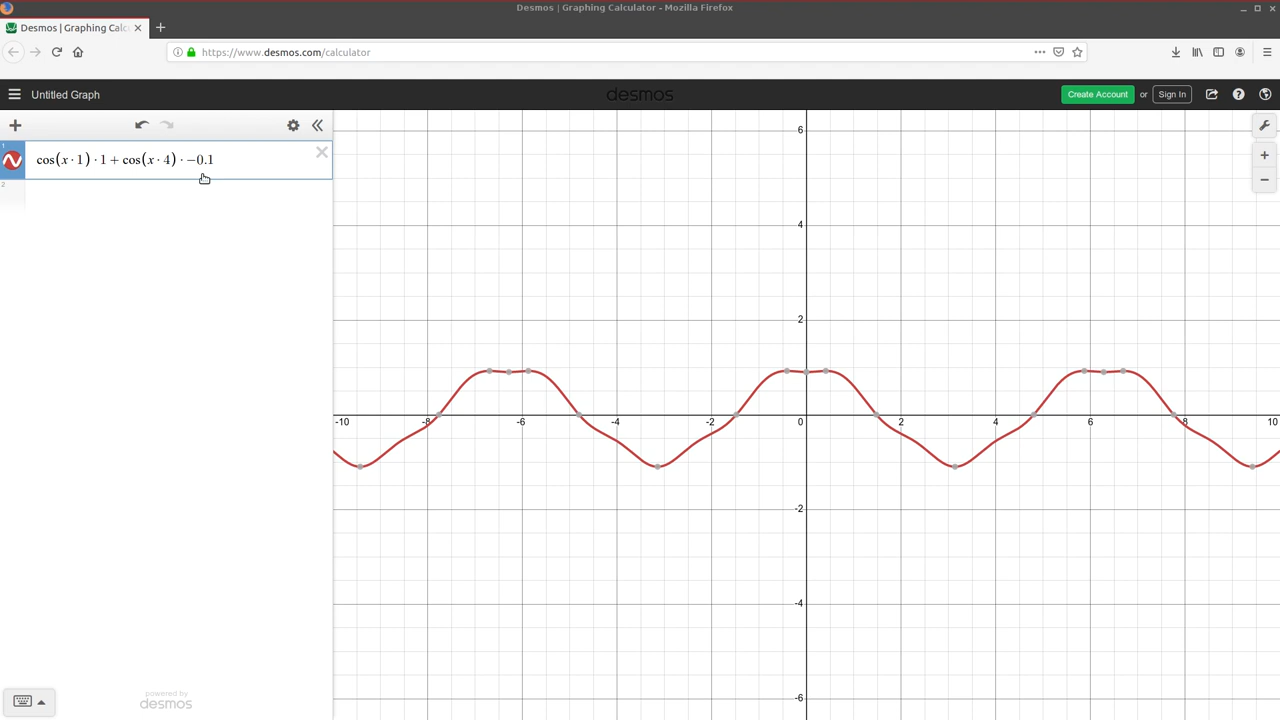 Desmos | Graphing Calculator - Mozilla Firefox
Desmos | Graphing Calc
https://www.desmos.com/calculator
Untitled Graph
desmos
Create Account or Sign In
1
cos(x·1)·1+cos(x·4)·−0.1
2
6
4
2
-10 -8 -6 -4 -2 0 2 4 6 8 10
-2
-4
-6
powered by
desmos